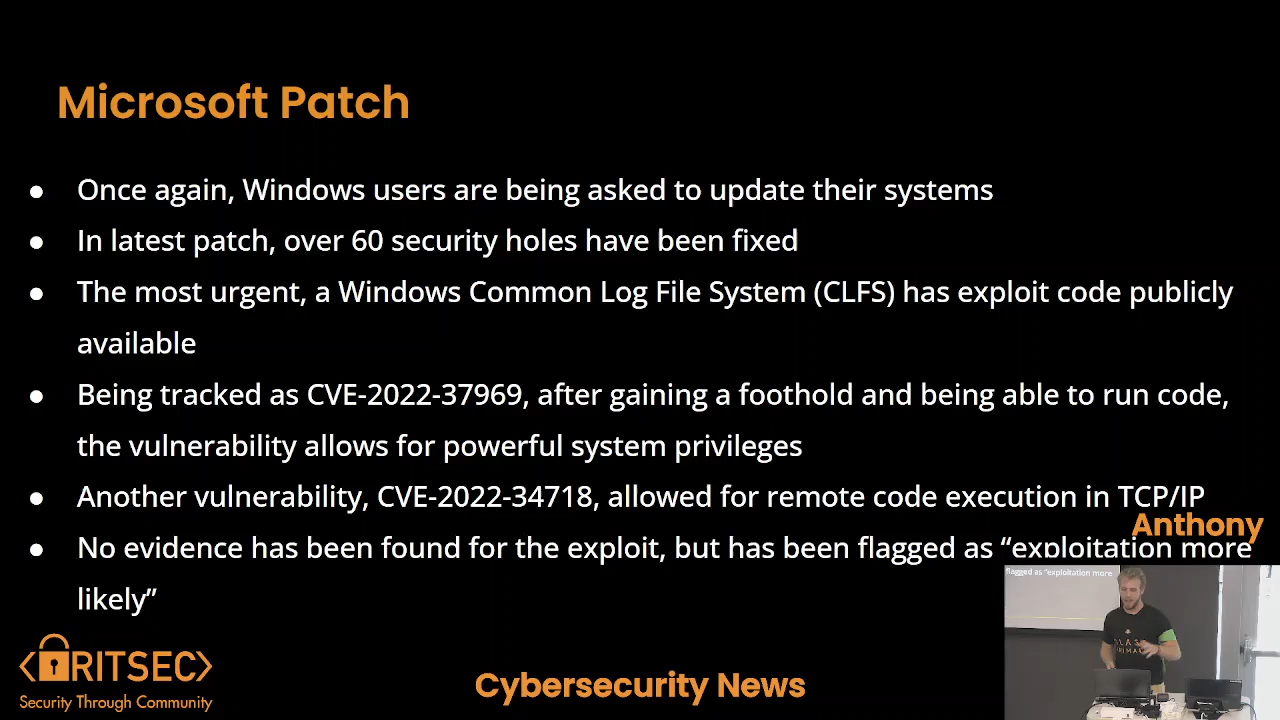 Microsoft Patch
● Once again, Windows users are being asked to update their systems
● In latest patch, over 60 security holes have been fixed
● The most urgent, a Windows Common Log File System (CLFS) has exploit code publicly
available
● Being tracked as CVE-2022-37969, after gaining a foothold and being able to run code,
the vulnerability allows for powerful system privileges
● Another vulnerability, CVE-2022-34718, allowed for remote code execution in TCP/IP
Anthony
● No evidence has been found for the exploit, but has been flagged as “exploitation more
likely”
flagged as “exploitation more
RITSEC
Security Through Community
Cybersecurity News